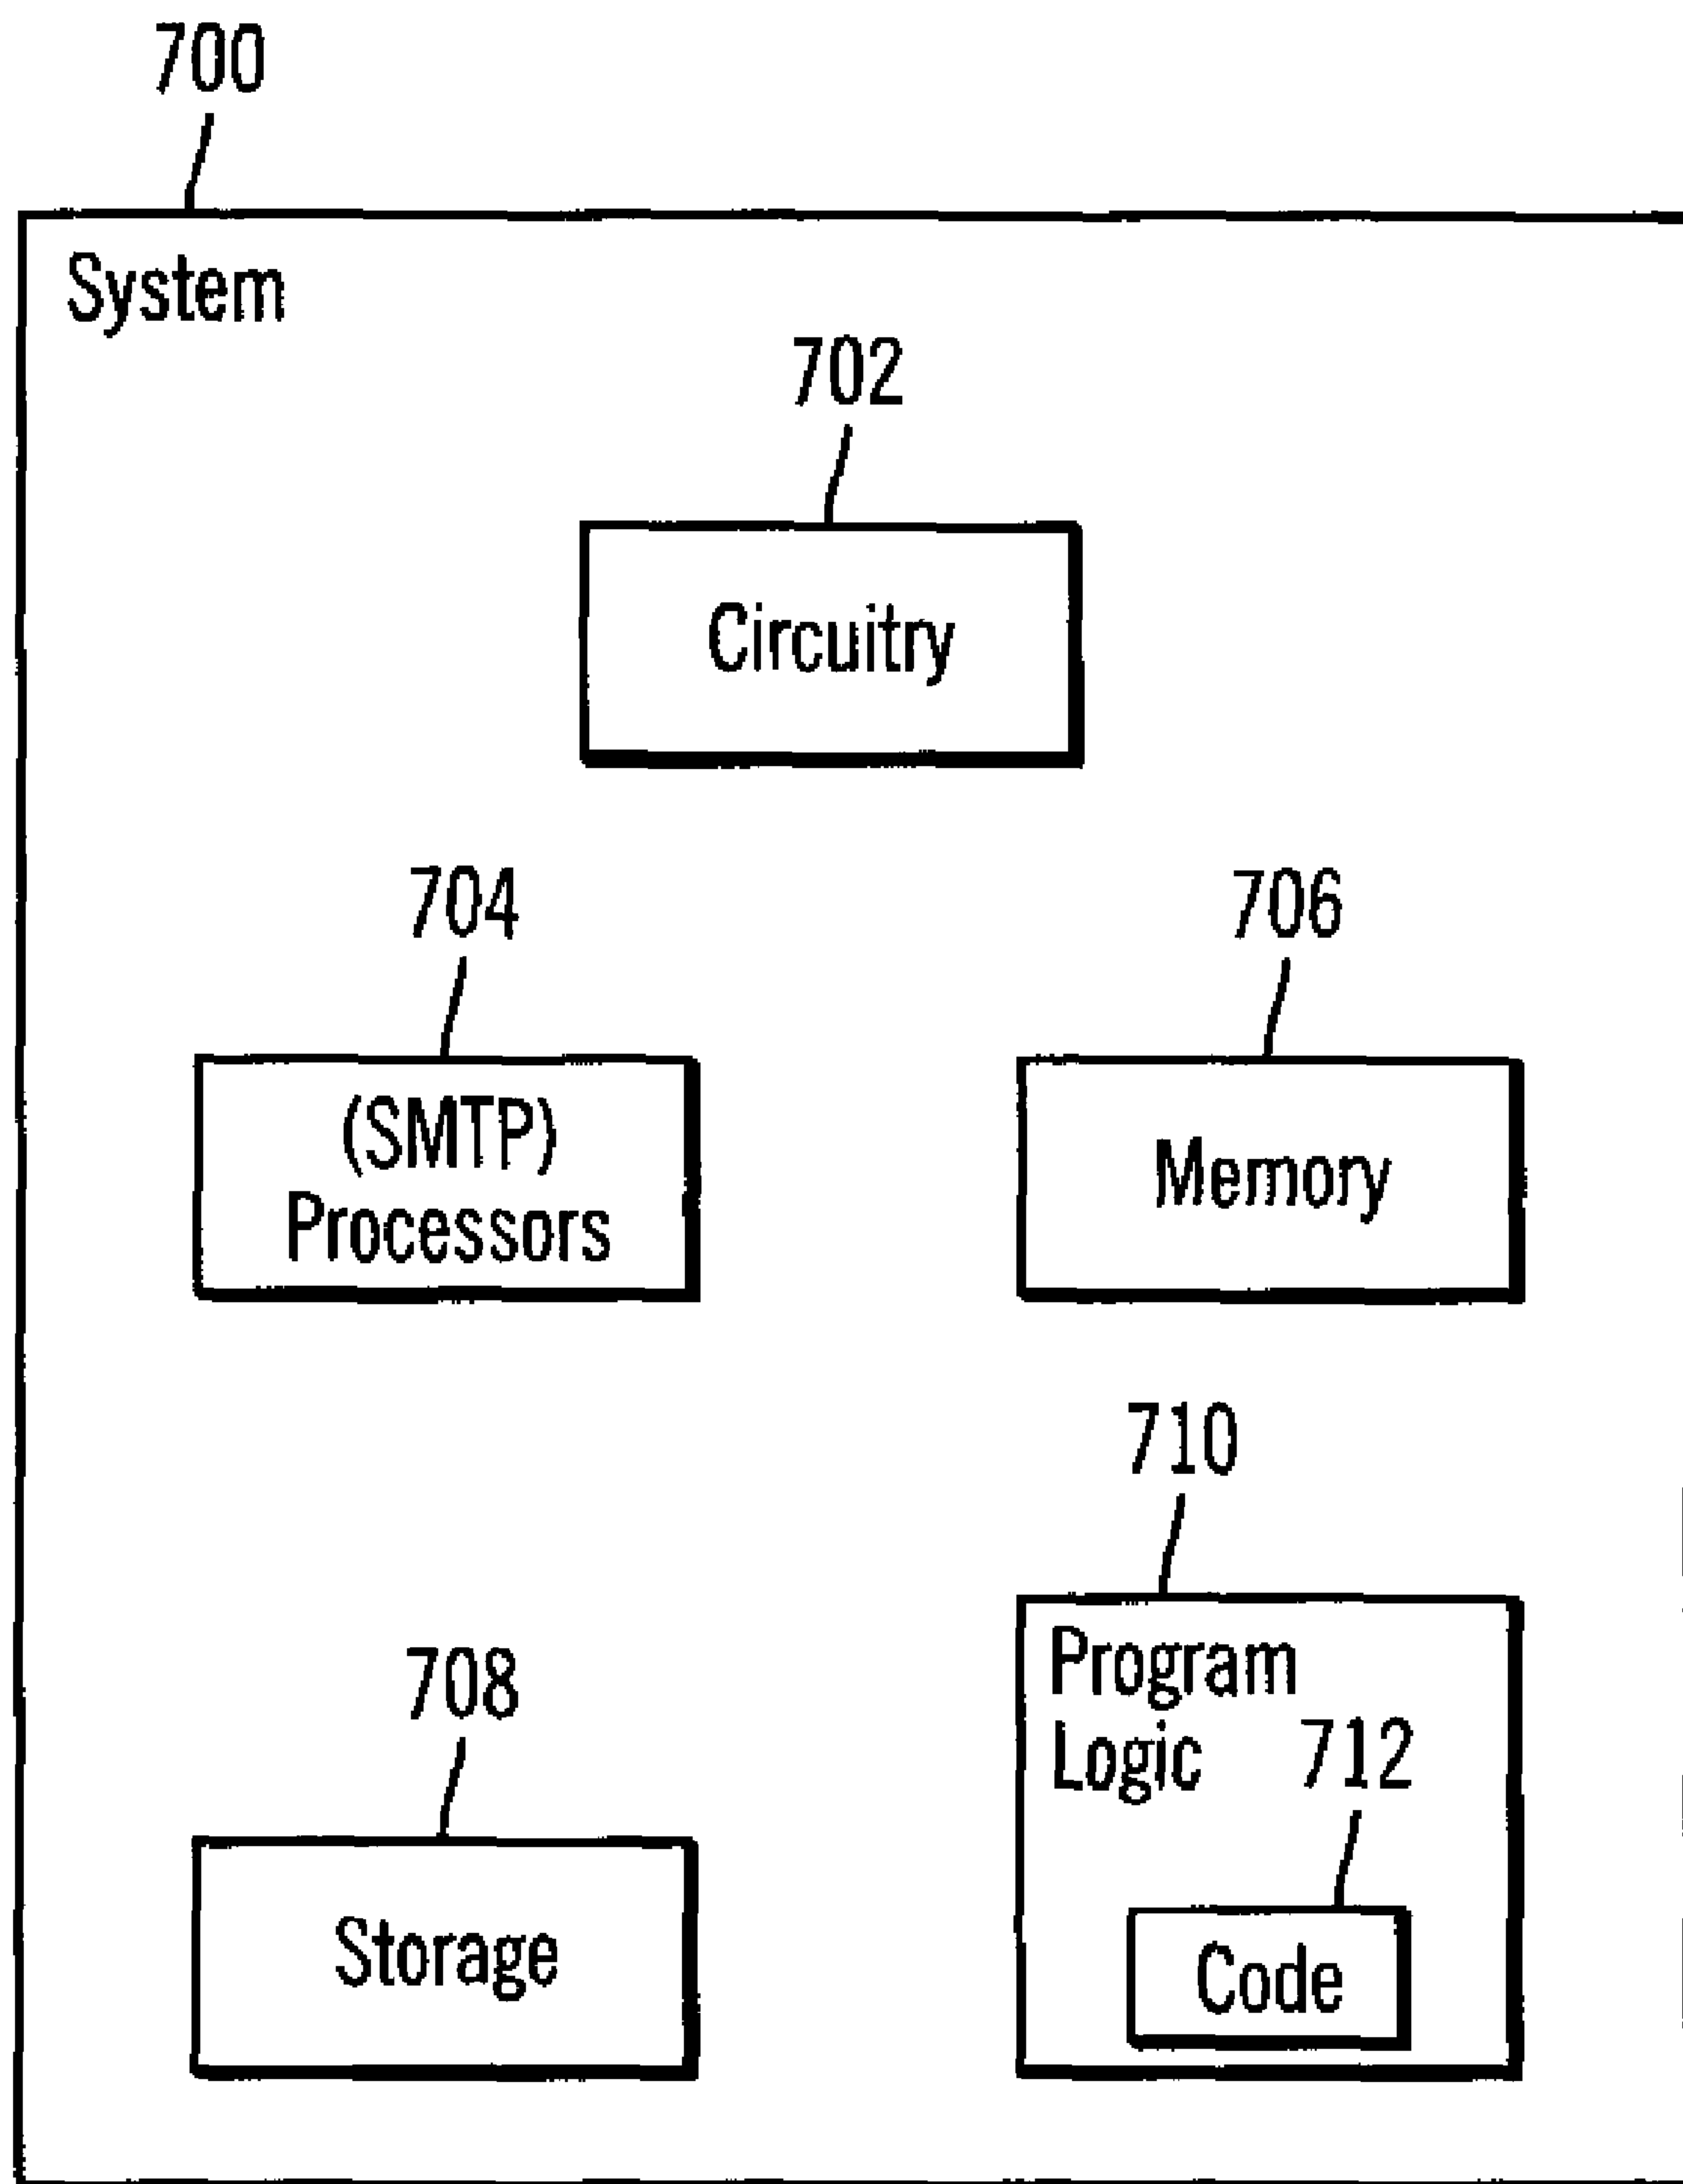 700
System
702
Circuitry
704
706
(SMTP)
Processors
Memory
710
708
Program
Logic
712
Storage
Code